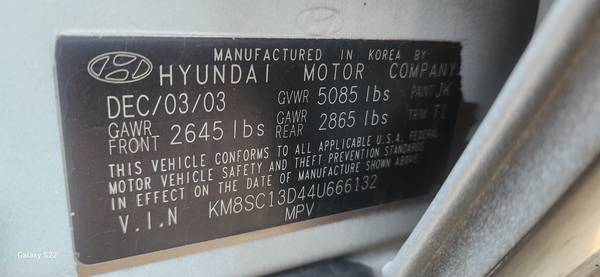 MANUFACTURED IN KOREA BY
HYUNDAI MOTOR COMPANY
DEC/03/03 GVWR 5085 lbs PAINT JK
GAWR FRONT 2645 lbs GAWR REAR 2865 lbs TRIM TI
THIS VEHICLE CONFORMS TO ALL APPLICABLE U.S.A. FEDERAL
MOTOR VEHICLE SAFETY AND THEFT PREVENTION STANDARDS
IN EFFECT ON THE DATE OF MANUFACTURE SHOWN ABOVE
V.I.N KM8SC13D44U666132
MPV
Galaxy S22